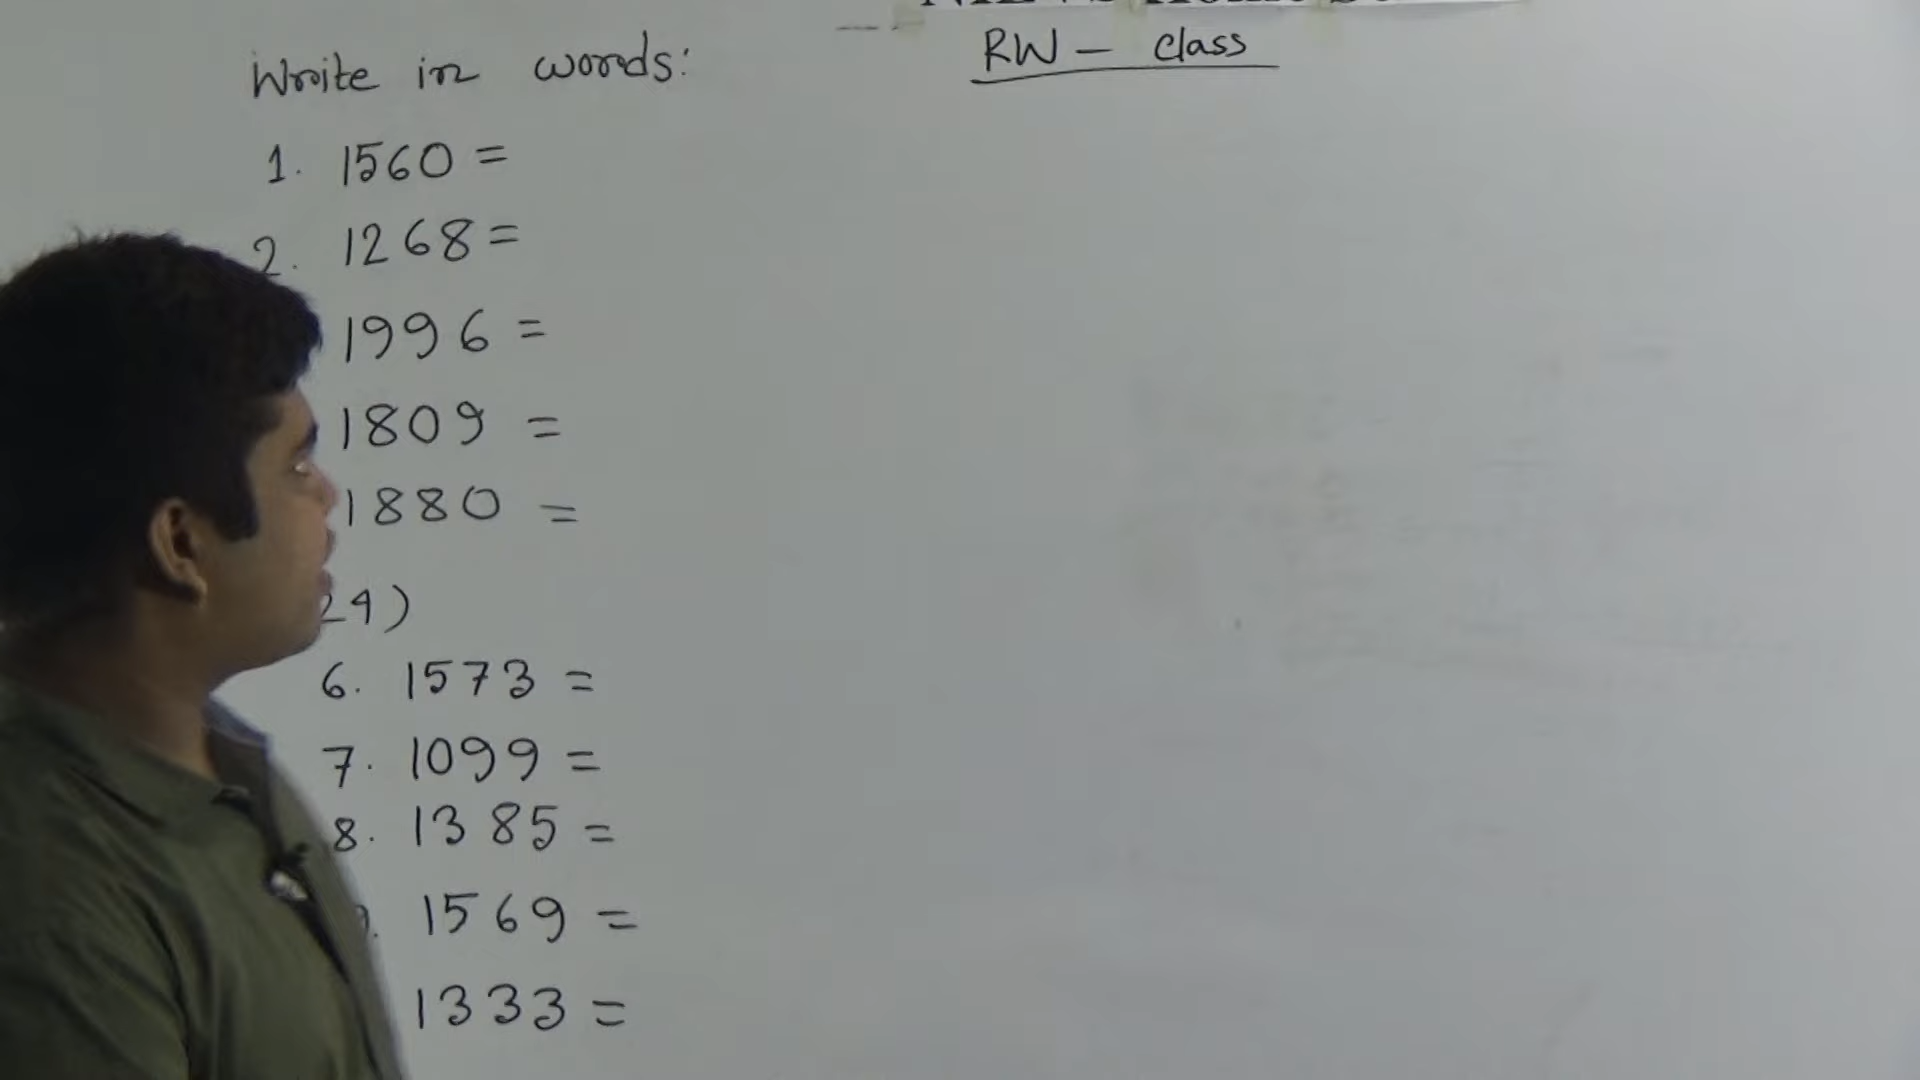 RW - class
Write in words:
1. 1560 =
2. 1268 =
1996 =
1809 =
1880 =
24)
6. 1573 =
7. 1099 =
8. 1385 =
9. 1569 =
1333 =